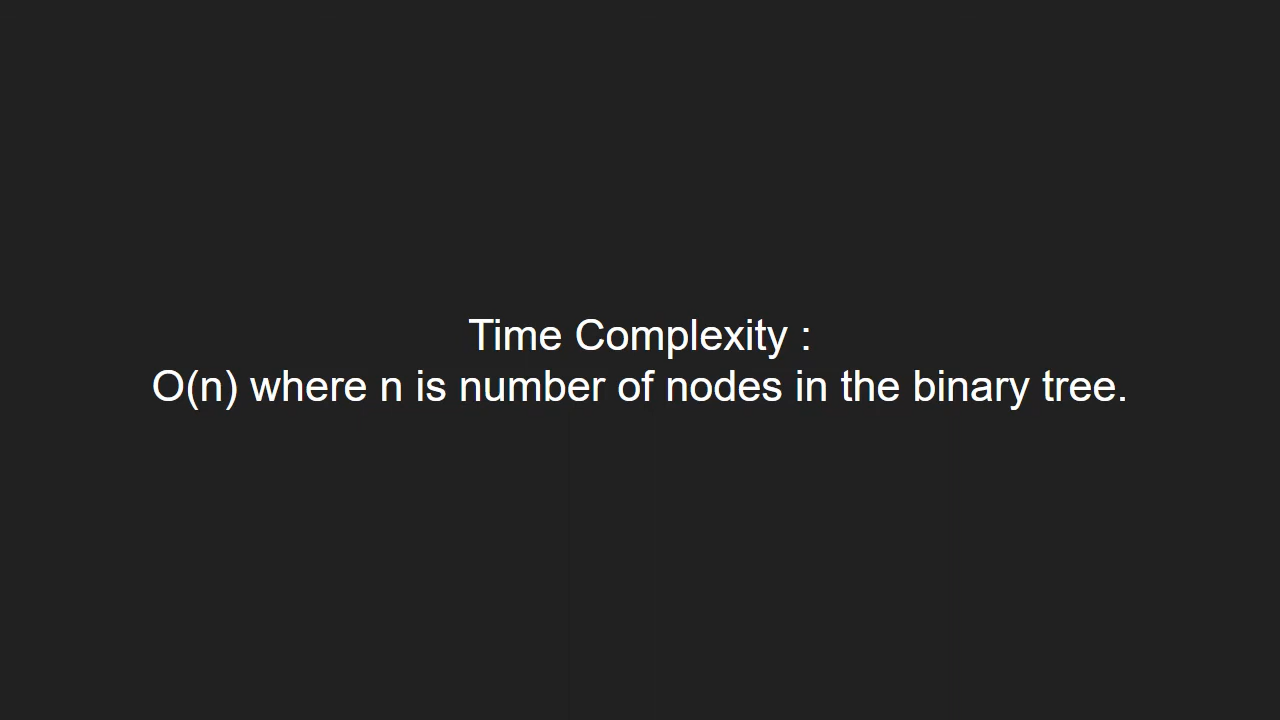 Time Complexity :
O(n) where n is number of nodes in the binary tree.